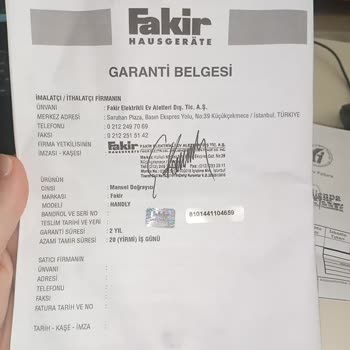 Fakir
HAUSGERÄTE
GARANTİ BELGESİ
İMALATÇI / İTHALATÇI FİRMANIN
ÜNVANI : Fakir Elektrikli Ev Aletleri Dış. Tic. A.Ş.
MERKEZ ADRESİ : Saruhan Plaza, Basın Ekspres Yolu, No:39 Küçükçekmece / İstanbul, TÜRKİYE
TELEFONU : 0 212 249 70 69
FAKSI : 0 212 251 51 42
FİRMA YETKİLİSİNİN
İMZASI - KAŞESİ
Fakir
ÜRÜNÜN
CİNSİ : Manuel Doğrayıcı
MARKASI : Fakir
MODELİ : HANDLY
BANDROL VE SERİ NO : 8101441104689
TESLİM TARİHİ VE YERİ :
GARANTİ SÜRESİ : 2 YIL
AZAMİ TAMİR SÜRESİ : 20 (YİRMİ) İŞ GÜNÜ
SATICI FİRMANIN
ÜNVANI :
ADRESİ :
TELEFONU :
FAKSI :
FATURA TARİH VE NO :
TARİH - KAŞE - İMZA :